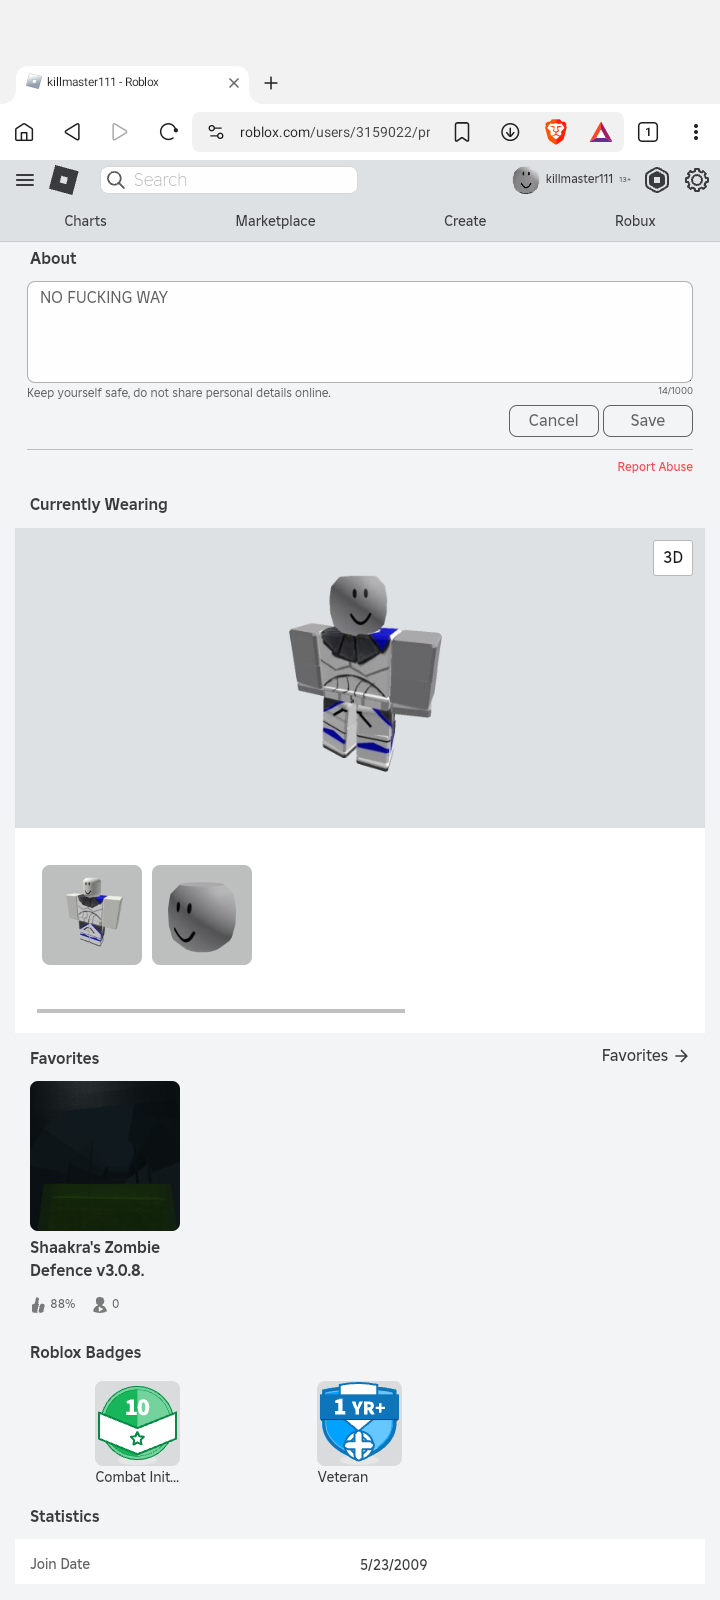 killmaster111 - Roblox
roblox.com/users/3159022/pr
1
Search
killmaster111 13+
Charts Marketplace Create Robux
About
NO FUCKING WAY
Keep yourself safe, do not share personal details online. 14/1000
Cancel Save
Report Abuse
Currently Wearing
3D
Favorites Favorites →
Shaakra's Zombie
Defence v3.0.8.
88% 0
Roblox Badges
10 1 YR+
Combat Init... Veteran
Statistics
Join Date 5/23/2009